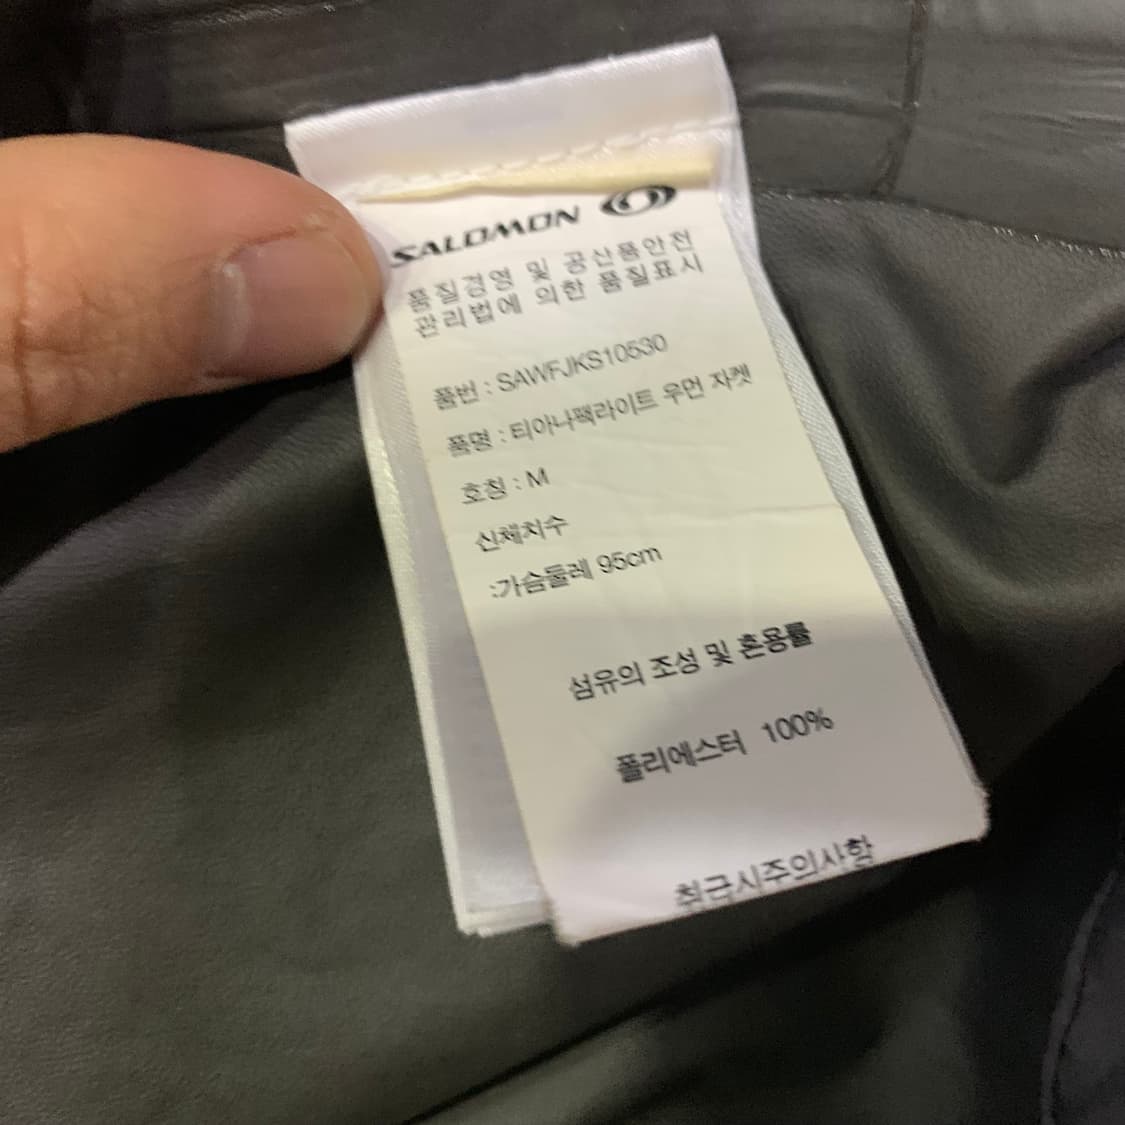 SALOMON
품질경영 및 공산품안전
관리법에 의한 품질표시
품번 : SAWFJKS10530
품명 : 티아나팩라이트 우먼 자켓
호칭 : M
신체치수
:가슴둘레 95cm
섬유의 조성 및 혼용률
폴리에스터 100%
취급시주의사항